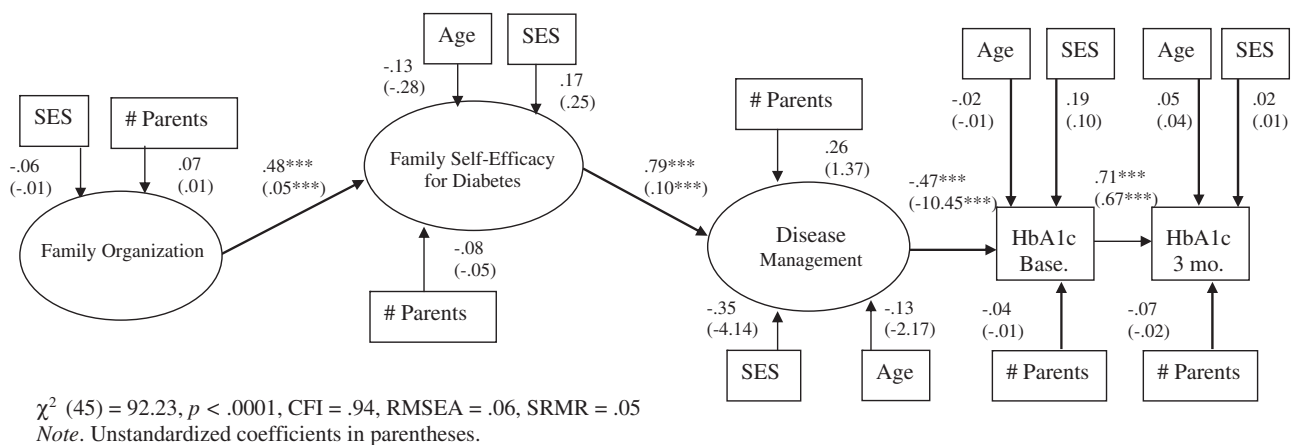 Age
SES
-.13
(-.28)
.17
(.25)
SES
# Parents
-.06
(-.01)
.07
(.01)
Family Organization
.48***
(.05***)
Family Self-Efficacy
for Diabetes
-.08
(-.05)
# Parents
.79***
(.10***)
# Parents
.26
(1.37)
Disease
Management
-.35
(-4.14)
-.13
(-2.17)
SES
Age
-.47***
(-10.45***)
Age
SES
-.02
(-.01)
.19
(.10)
HbA1c
Base.
-.04
(-.01)
# Parents
.71***
(.67***)
Age
SES
.05
(.04)
.02
(.01)
HbA1c
3 mo.
-.07
(-.02)
# Parents
χ² (45) = 92.23, p < .0001, CFI = .94, RMSEA = .06, SRMR = .05
Note. Unstandardized coefficients in parentheses.